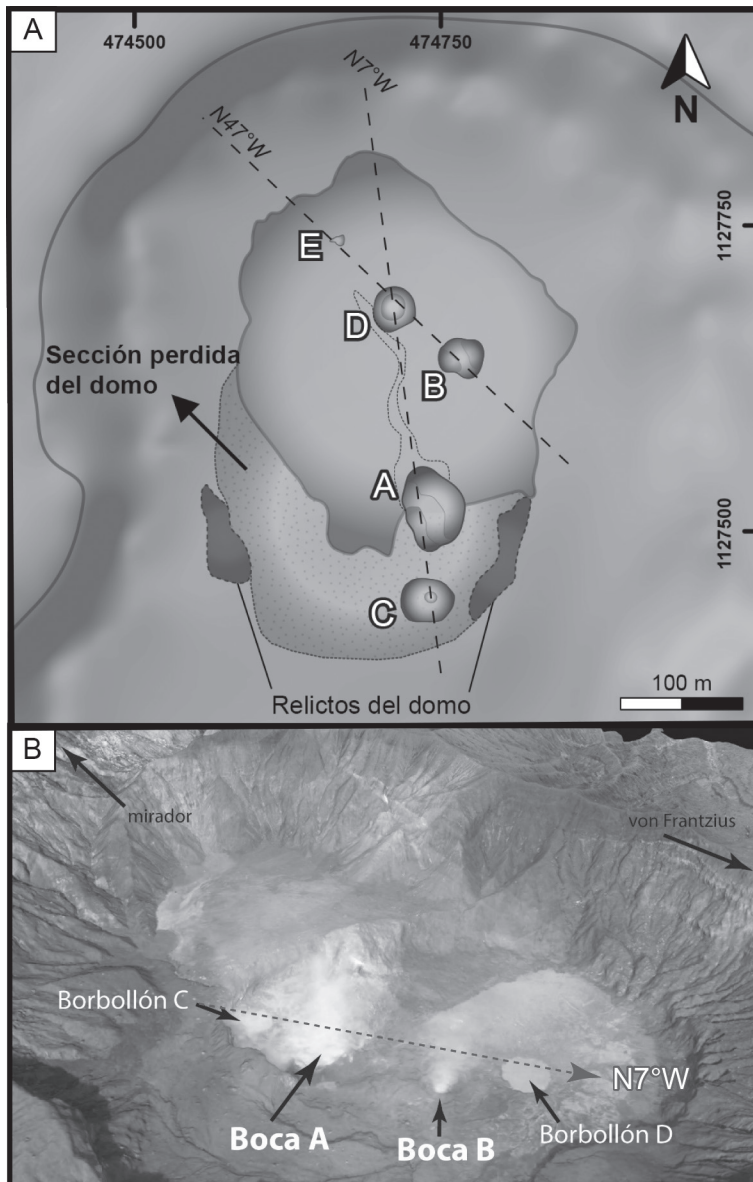 A
474500
474750
N7°W
N47°W
N
1127750
E
D
B
Sección perdida
del domo
A
1127500
C
100 m
Relictos del domo
B
mirador
von Frantzius
Borbollón C
N7°W
Boca A
Boca B
Borbollón D